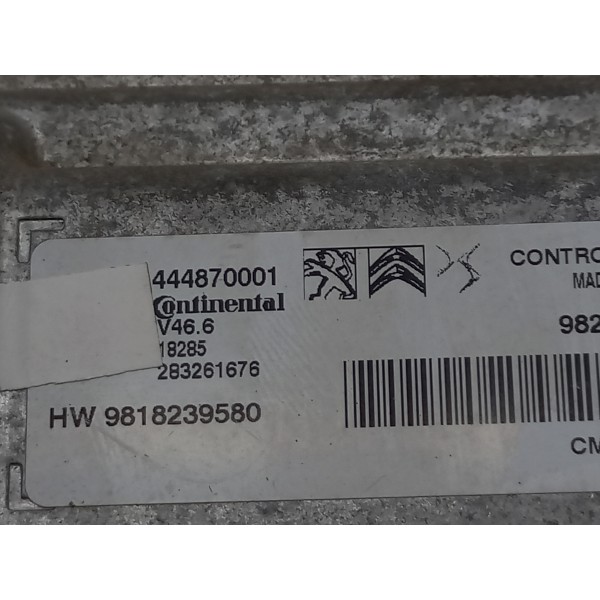 444870001
Continental
V46.6
18285
283261676
HW 9818239580
CONTRO
MAD
982
CM